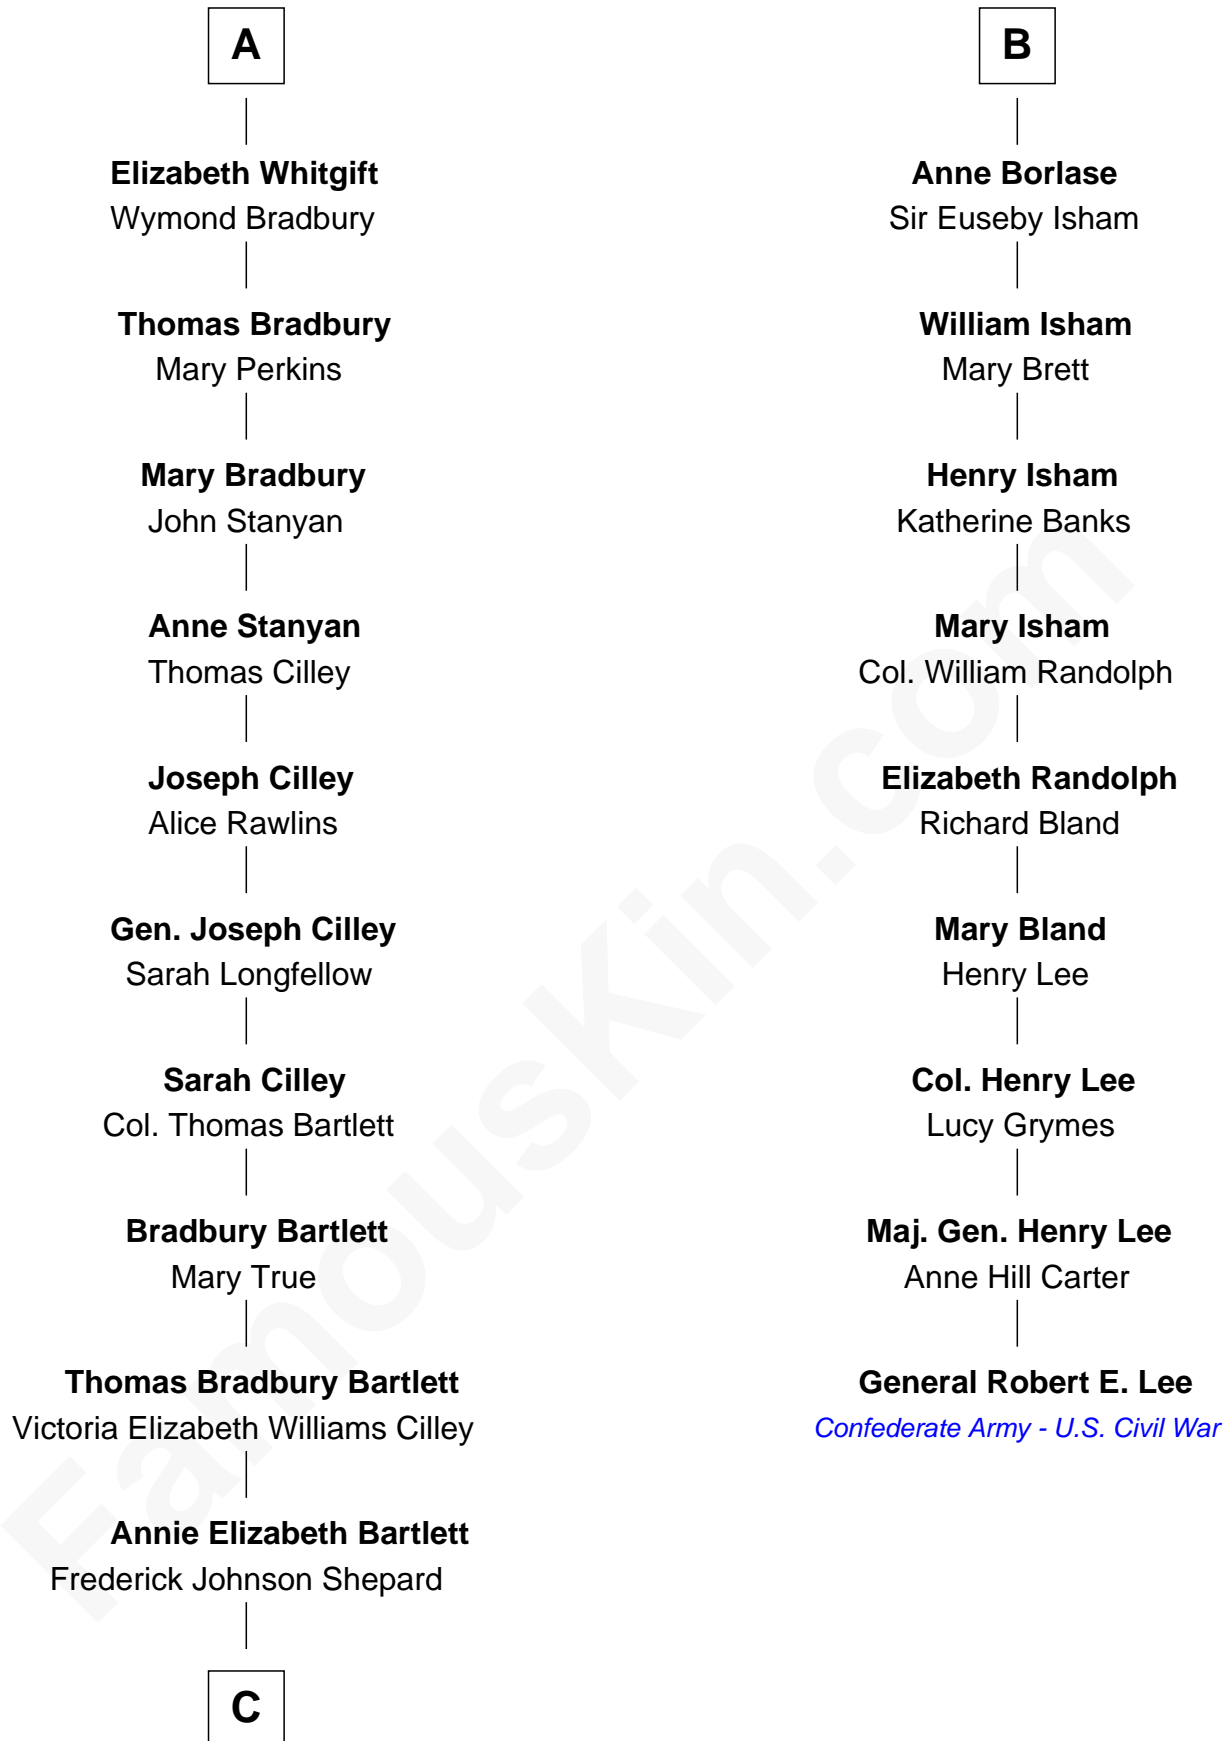 A
Elizabeth Whitgift
Wymond Bradbury
Thomas Bradbury
Mary Perkins
Mary Bradbury
John Stanyan
Anne Stanyan
Thomas Cilley
Joseph Cilley
Alice Rawlins
Gen. Joseph Cilley
Sarah Longfellow
Sarah Cilley
Col. Thomas Bartlett
Bradbury Bartlett
Mary True
Thomas Bradbury Bartlett
Victoria Elizabeth Williams Cilley
Annie Elizabeth Bartlett
Frederick Johnson Shepard
C
B
Anne Borlase
Sir Euseby Isham
William Isham
Mary Brett
Henry Isham
Katherine Banks
Mary Isham
Col. William Randolph
Elizabeth Randolph
Richard Bland
Mary Bland
Henry Lee
Col. Henry Lee
Lucy Grymes
Maj. Gen. Henry Lee
Anne Hill Carter
General Robert E. Lee
Confederate Army - U.S. Civil War
FamousKin.com